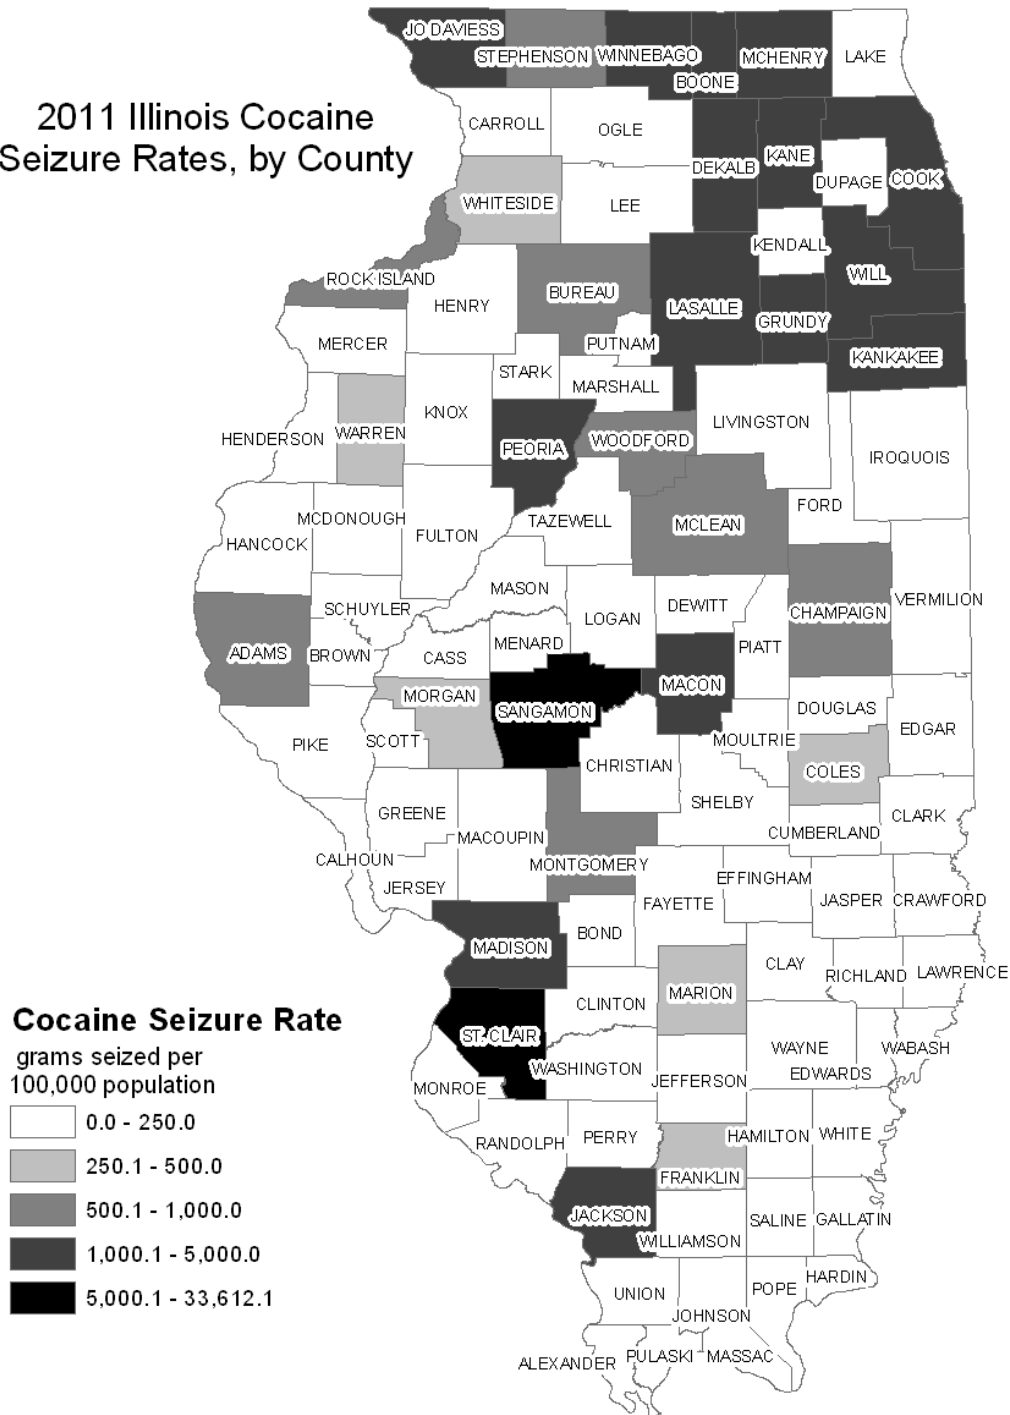 2011 Illinois Cocaine
Seizure Rates, by County
JO DAVIESS
STEPHENSON
WINNEBAGO
BOONE
MCHENRY
LAKE
CARROLL
OGLE
DEKALB
KANE
DUPAGE
COOK
WHITESIDE
LEE
KENDALL
ROCK ISLAND
HENRY
BUREAU
LASALLE
WILL
GRUNDY
MERCER
PUTNAM
KANKAKEE
STARK
MARSHALL
KNOX
HENDERSON
WARREN
PEORIA
WOODFORD
LIVINGSTON
IROQUOIS
MCDONOUGH
HANCOCK
FULTON
TAZEWELL
MCLEAN
FORD
MASON
SCHUYLER
LOGAN
DEWITT
CHAMPAIGN
VERMILION
ADAMS
BROWN
CASS
MENARD
PIATT
MORGAN
SANGAMON
MACON
DOUGLAS
EDGAR
PIKE
SCOTT
CHRISTIAN
MOULTRIE
COLES
GREENE
MACOUPIN
SHELBY
CUMBERLAND
CLARK
CALHOUN
JERSEY
MONTGOMERY
FAYETTE
EFFINGHAM
JASPER
CRAWFORD
MADISON
BOND
CLAY
RICHLAND
LAWRENCE
CLINTON
MARION
ST. CLAIR
WASHINGTON
JEFFERSON
WAYNE
EDWARDS
WABASH
MONROE
RANDOLPH
PERRY
HAMILTON
WHITE
FRANKLIN
JACKSON
WILLIAMSON
SALINE
GALLATIN
UNION
JOHNSON
POPE
HARDIN
ALEXANDER
PULASKI
MASSAC
Cocaine Seizure Rate
grams seized per
100,000 population
0.0 - 250.0
250.1 - 500.0
500.1 - 1,000.0
1,000.1 - 5,000.0
5,000.1 - 33,612.1